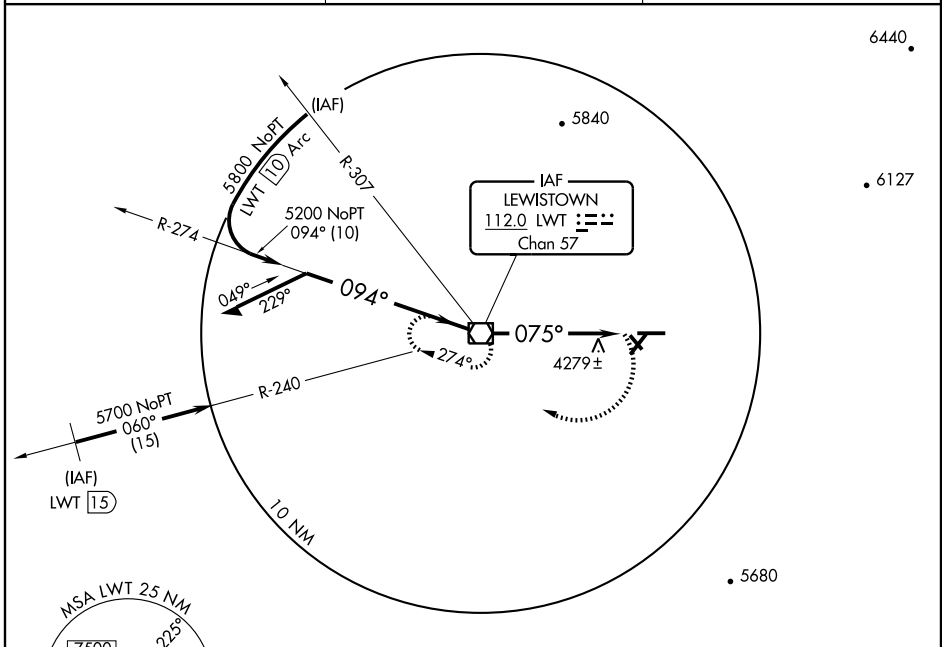 6440
(IAF)
5840
5800 NoPT
LWT 10 Arc
R-307
6127
IAF
LEWISTOWN
112.0 LWT
Chan 57
R-274
5200 NoPT
094° (10)
049°
229°
094°
075°
274°
4279±
R-240
5700 NoPT
060°
(15)
(IAF)
LWT 15
10 NM
5680
MSA LWT 25 NM
225°
7500